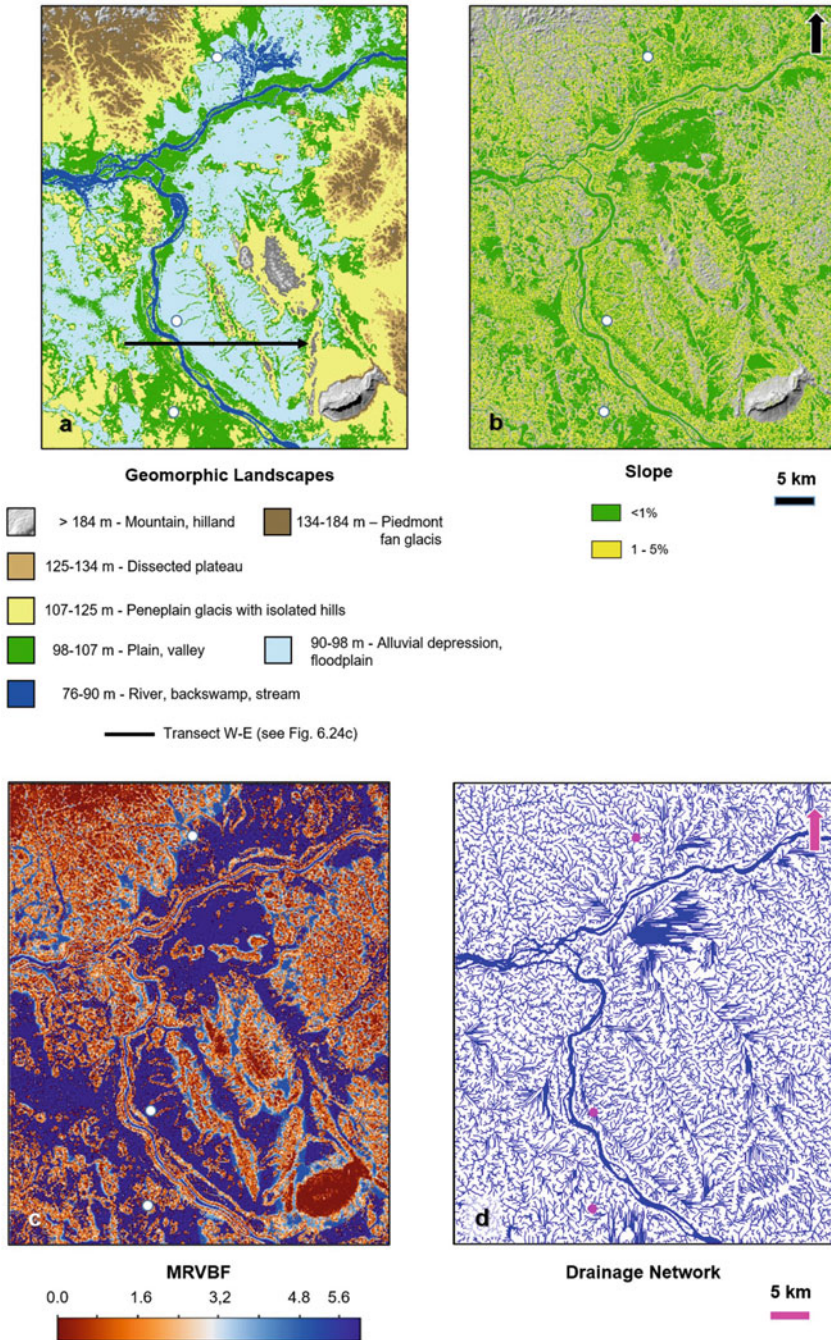 a
b
Geomorphic Landscapes
> 184 m - Mountain, hilland
134-184 m – Piedmont
fan glacis
125-134 m - Dissected plateau
107-125 m - Peneplain glacis with isolated hills
98-107 m - Plain, valley
90-98 m - Alluvial depression,
floodplain
76-90 m - River, backswamp, stream
Transect W-E (see Fig. 6.24c)
Slope
5 km
<1%
1 - 5%
c
d
MRVBF
0.0 1.6 3,2 4.8 5.6
Drainage Network
5 km